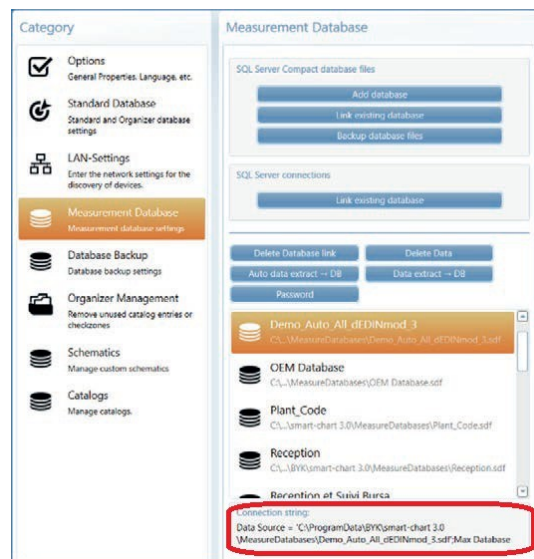 Category
Options
General Properties, Language, etc.
Standard Database
Standard and Organizer database
settings
LAN-Settings
Enter the network settings for the
discovery of devices.
Measurement Database
Measurement database settings
Database Backup
Database backup settings
Organizer Management
Remove unused catalog entries or
checkzones
Schematics
Manage custom schematics
Catalogs
Manage catalogs.
Measurement Database
SQL Server Compact database files
Add database
Link existing database
Backup database files
SQL Server connections
Link existing database
Delete Database link
Delete Data
Auto data extract → DB
Data extract → DB
Password
Demo_Auto_All_dEDINmod_3
C:\...\MeasureDatabases\Demo_Auto_All_dEDINmod_3.sdf
OEM Database
C:\...\MeasureDatabases\OEM Database.sdf
Plant_Code
C:\...\smart-chart 3.0\MeasureDatabases\Plant_Code.sdf
Reception
C:\...\BYK\smart-chart 3.0\MeasureDatabases\Reception.sdf
Reception et Suivi Bursa
Connection string:
Data Source = 'C:\ProgramData\BYK\smart-chart 3.0
\MeasureDatabases\Demo_Auto_All_dEDINmod_3.sdf';Max Database